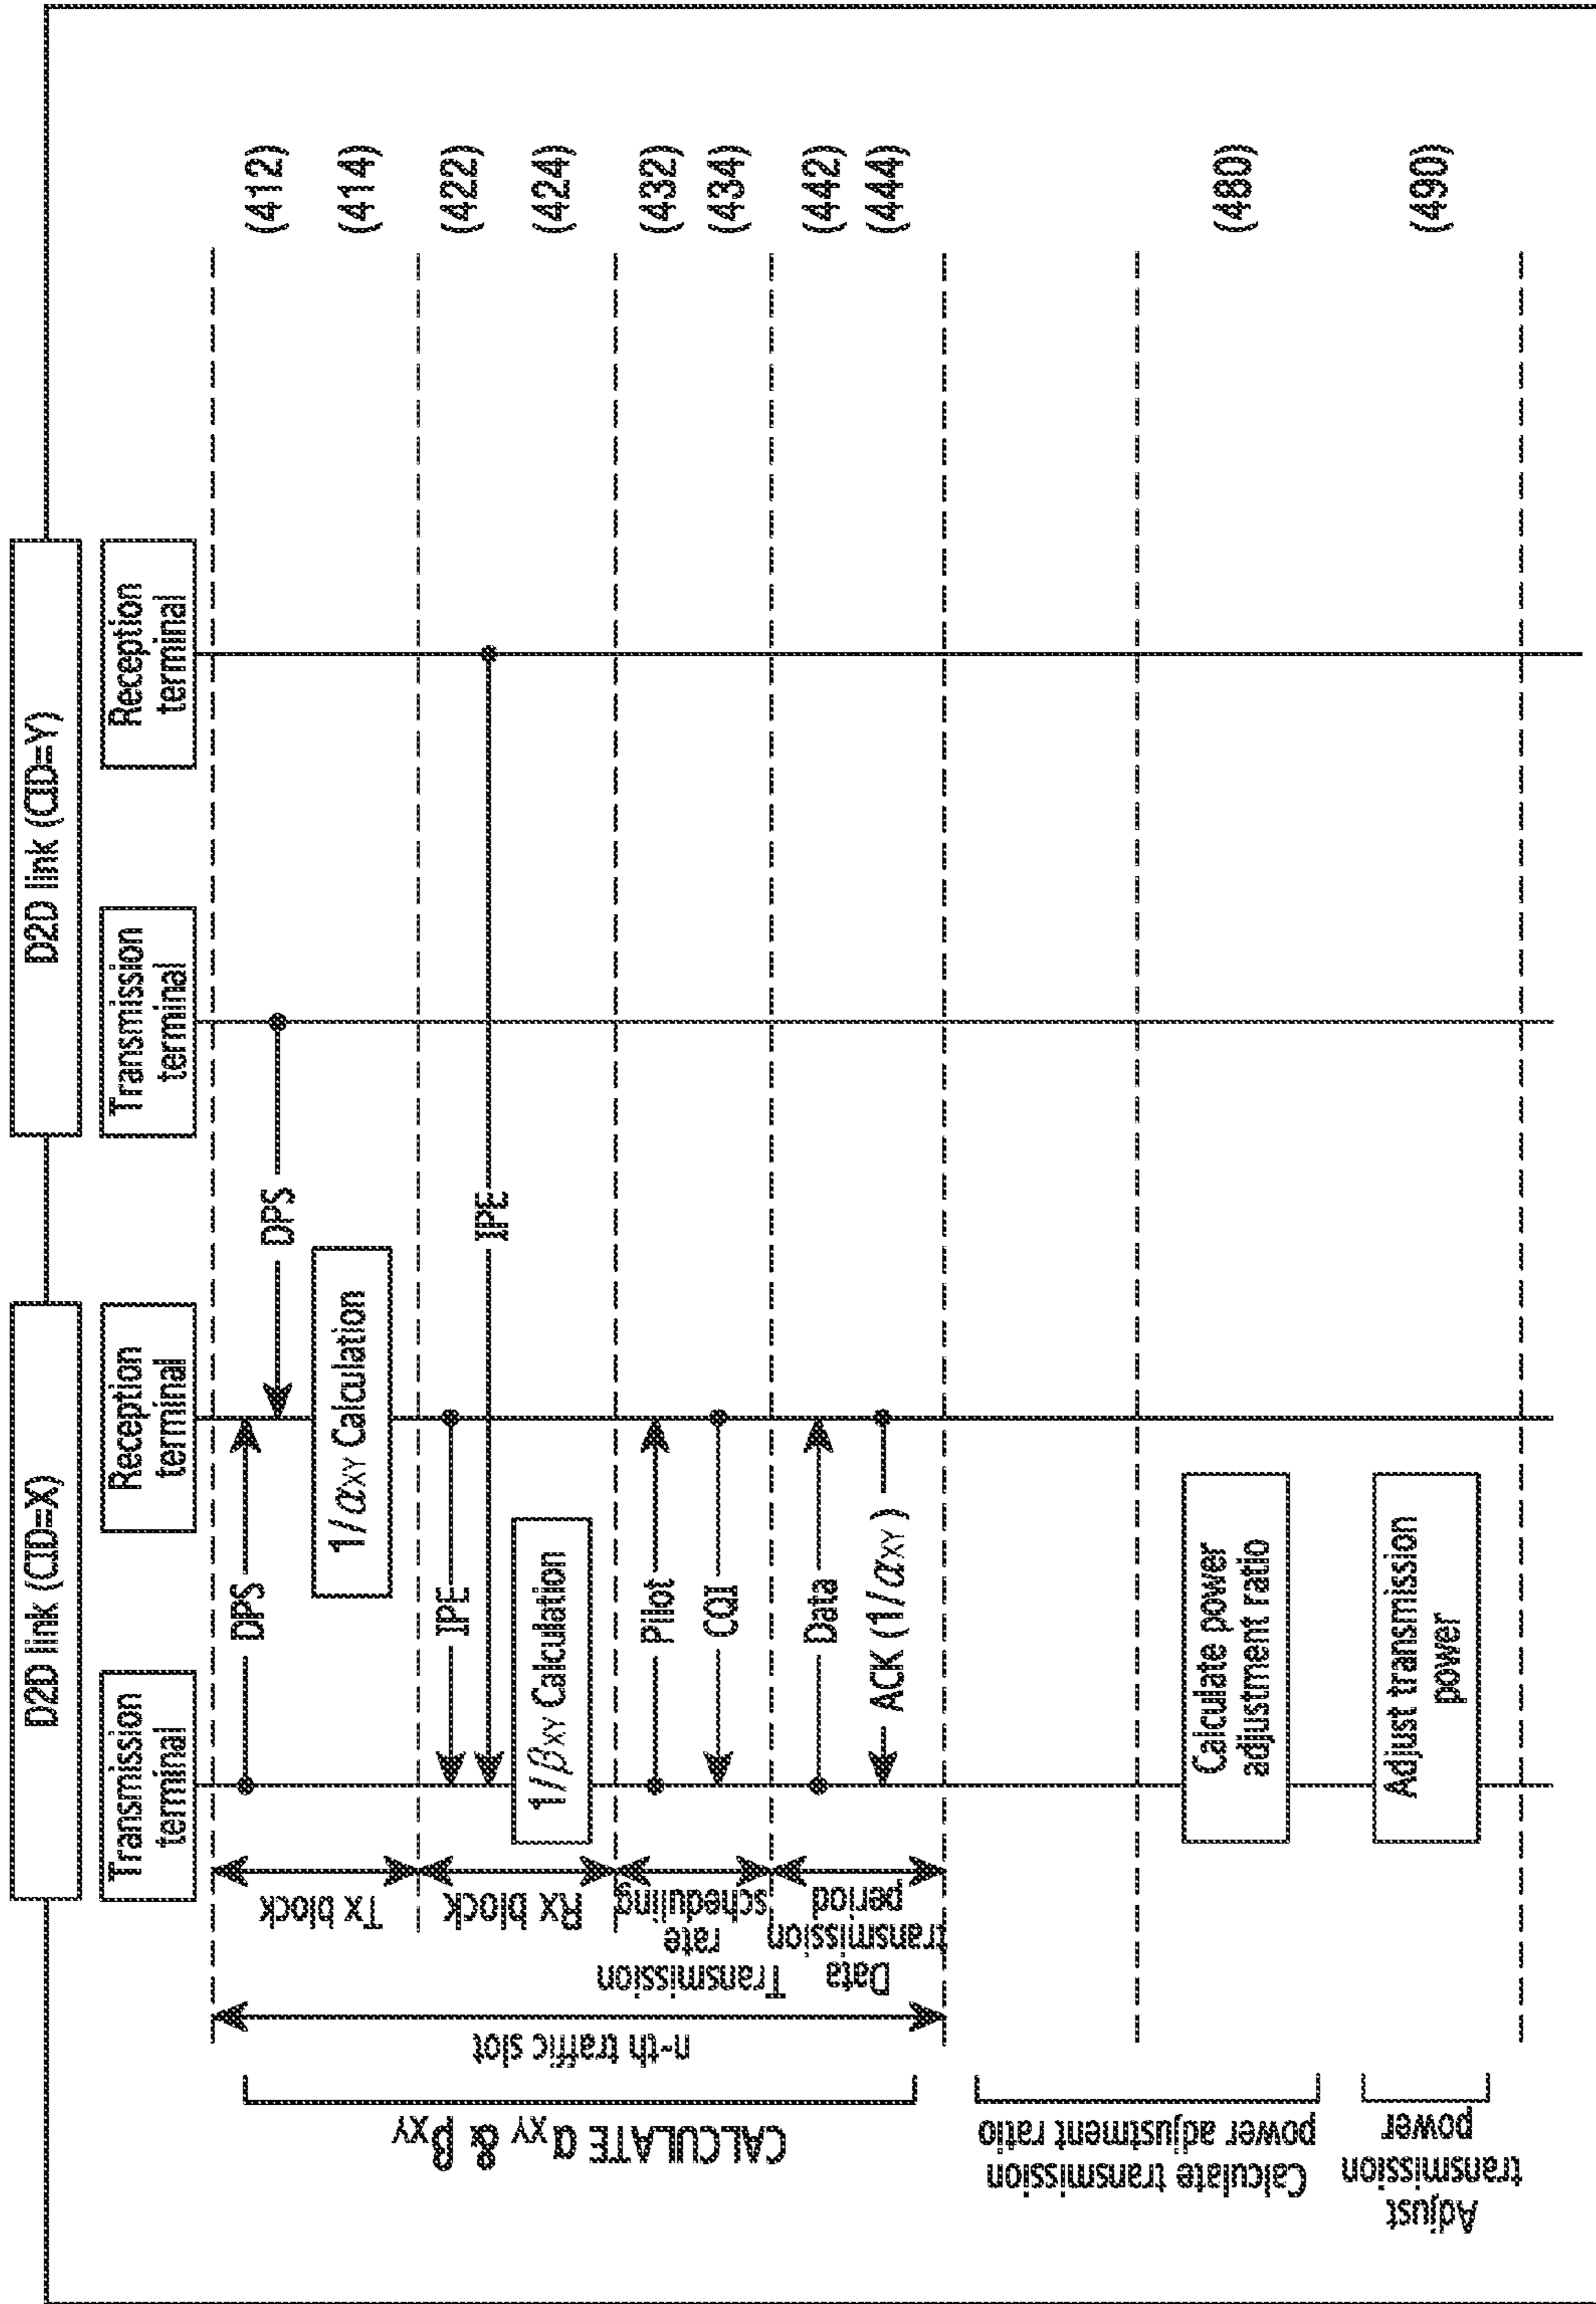 D2D link (CID=X)
D2D link (CID=Y)
Transmission
terminal
Reception
terminal
Transmission
terminal
Reception
terminal
CALCULATE αXY & βXY
n-th traffic slot
Tx block
DPS
DPS
(412)
1/αXY Calculation
(414)
Rx block
IPE
IPE
(422)
1/βXY Calculation
(424)
Transmission
rate
scheduling
Pilot
(432)
CQI
(434)
Data
transmission
period
Data
(442)
ACK (1/αXY)
(444)
Calculate transmission
power adjustment ratio
Calculate power
adjustment ratio
(480)
Adjust
transmission
power
Adjust transmission
power
(490)